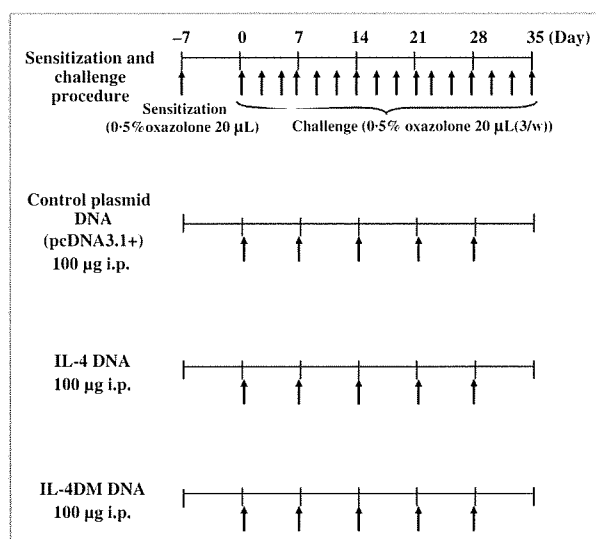 −7 0 7 14 21 28 35 (Day)
Sensitization and
challenge
procedure
Sensitization
(0·5%oxazolone 20 µL)
Challenge (0·5% oxazolone 20 µL(3/w))
Control plasmid
DNA
(pcDNA3.1+)
100 µg i.p.
IL-4 DNA
100 µg i.p.
IL-4DM DNA
100 µg i.p.